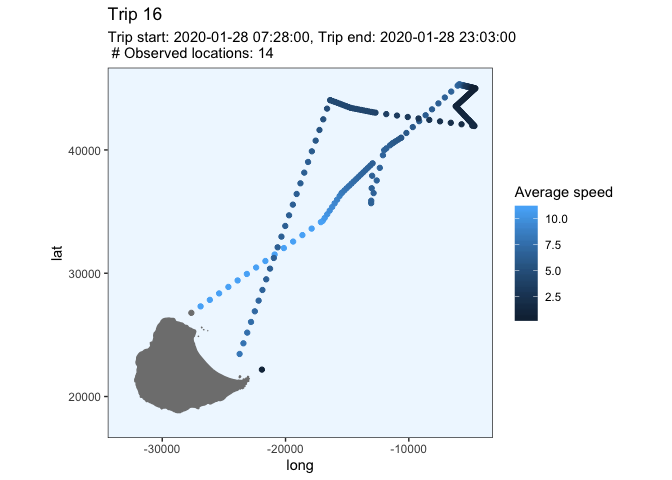 Trip 16
Trip start: 2020-01-28 07:28:00, Trip end: 2020-01-28 23:03:00
# Observed locations: 14
40000
30000
20000
lat
-30000
-20000
-10000
long
Average speed
10.0
7.5
5.0
2.5